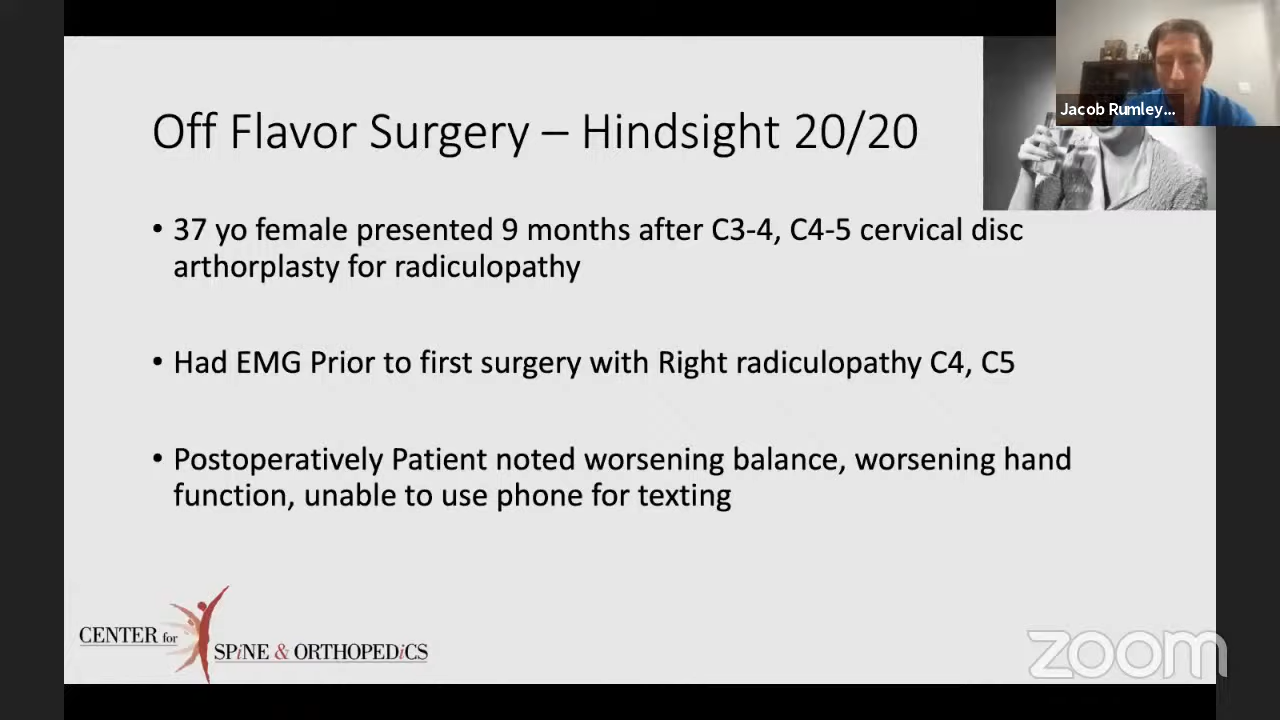 Jacob Rumley...
Off Flavor Surgery – Hindsight 20/20
• 37 yo female presented 9 months after C3-4, C4-5 cervical disc
arthorplasty for radiculopathy
• Had EMG Prior to first surgery with Right radiculopathy C4, C5
• Postoperatively Patient noted worsening balance, worsening hand
function, unable to use phone for texting
CENTER for
SPiNE & ORTHOPEDiCS
zoom